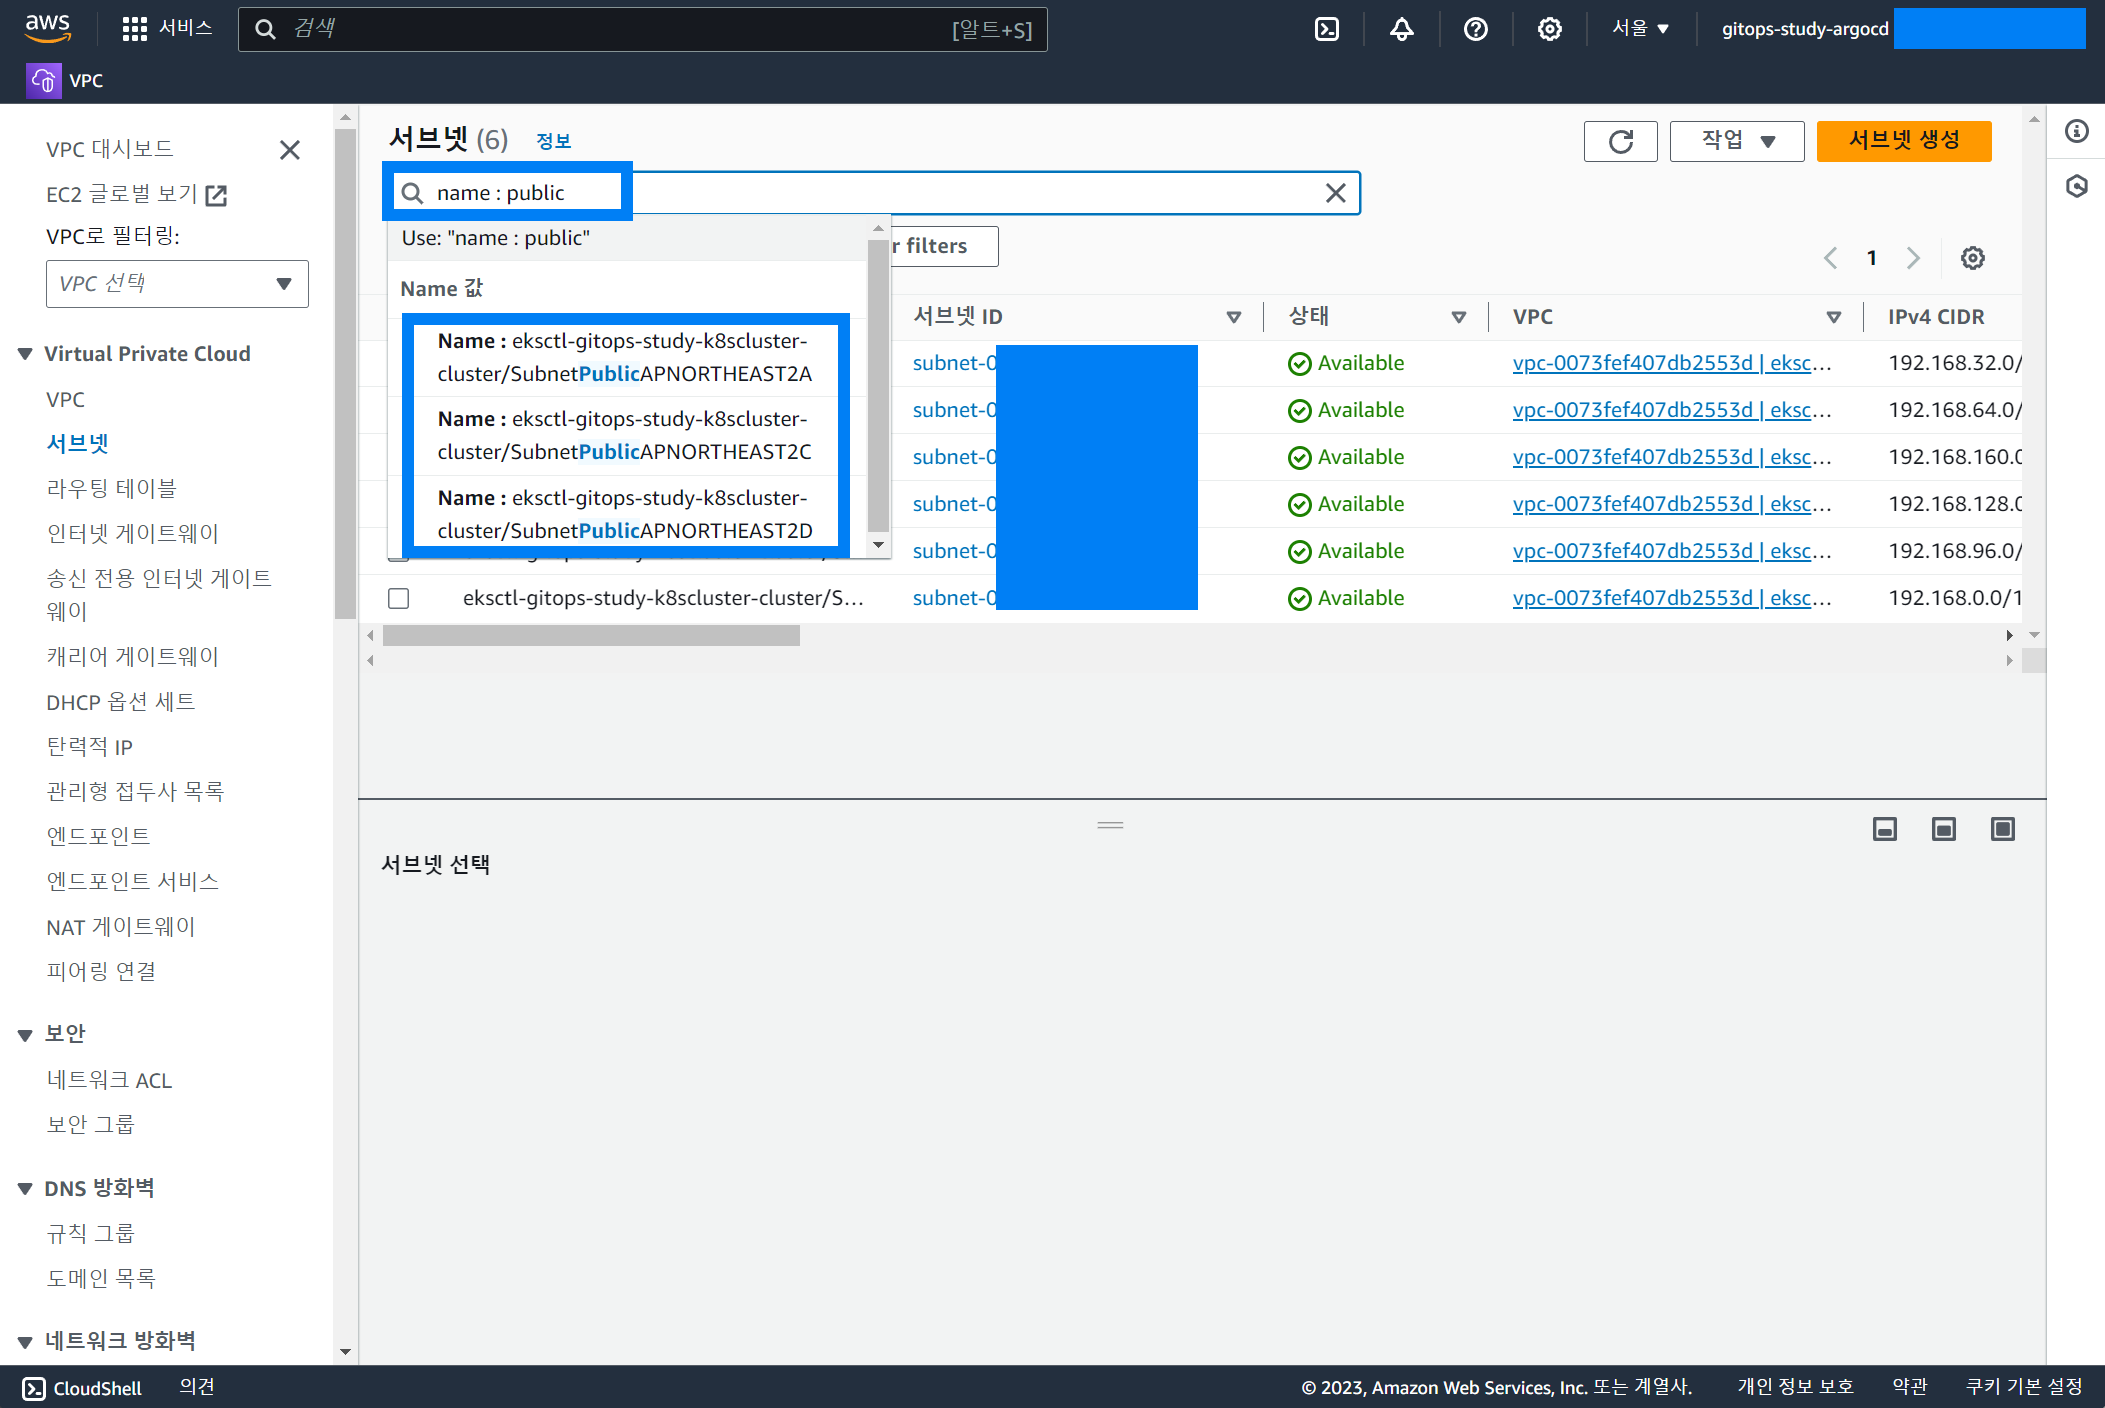 aws
서비스
검색
[알트+S]
서울
gitops-study-argocd
VPC
VPC 대시보드
EC2 글로벌 보기
VPC로 필터링:
VPC 선택
Virtual Private Cloud
VPC
서브넷
라우팅 테이블
인터넷 게이트웨이
송신 전용 인터넷 게이트
웨이
캐리어 게이트웨이
DHCP 옵션 세트
탄력적 IP
관리형 접두사 목록
엔드포인트
엔드포인트 서비스
NAT 게이트웨이
피어링 연결
보안
네트워크 ACL
보안 그룹
DNS 방화벽
규칙 그룹
도메인 목록
네트워크 방화벽
서브넷 (6) 정보
작업
서브넷 생성
name : public
Use: "name : public"
filters
1
Name 값
Name : eksctl-gitops-study-k8scluster-
cluster/SubnetPublicAPNORTHEAST2A
Name : eksctl-gitops-study-k8scluster-
cluster/SubnetPublicAPNORTHEAST2C
Name : eksctl-gitops-study-k8scluster-
cluster/SubnetPublicAPNORTHEAST2D
서브넷 ID 상태 VPC IPv4 CIDR
subnet-0 Available vpc-0073fef407db2553d | eksc... 192.168.32.0/
subnet-0 Available vpc-0073fef407db2553d | eksc... 192.168.64.0/
subnet-0 Available vpc-0073fef407db2553d | eksc... 192.168.160.0
subnet-0 Available vpc-0073fef407db2553d | eksc... 192.168.128.0
subnet-0 Available vpc-0073fef407db2553d | eksc... 192.168.96.0/
eksctl-gitops-study-k8scluster-cluster/S... subnet-0 Available vpc-0073fef407db2553d | eksc... 192.168.0.0/1
서브넷 선택
CloudShell 의견 © 2023, Amazon Web Services, Inc. 또는 계열사. 개인 정보 보호 약관 쿠키 기본 설정